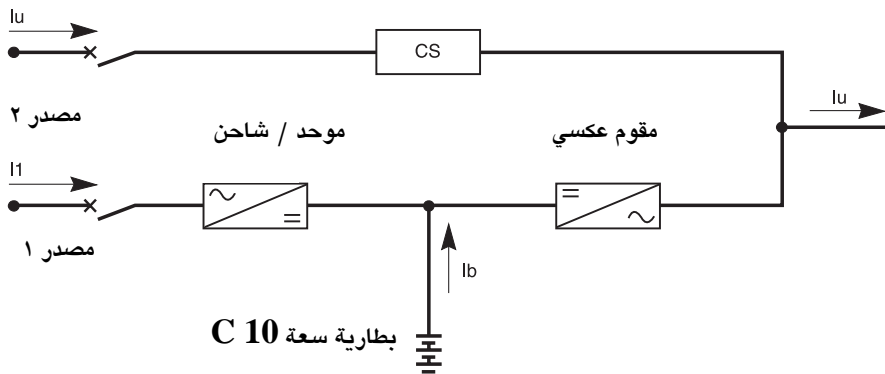 Iu
CS
Iu
مصدر ٢
موحد / شاحن
مقوم عكسي
I1
مصدر ١
Ib
بطارية سعة C 10